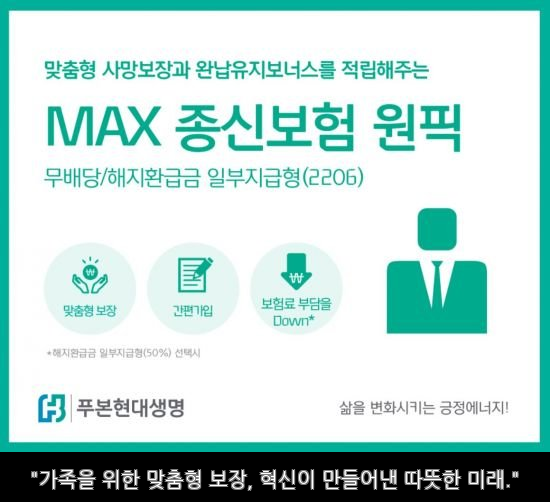 맞춤형 사망보장과 완납유지보너스를 적립해주는
MAX 종신보험 원픽
무배당/해지환급금 일부지급형(2206)
₩
맞춤형 보장
간편가입
₩
보험료 부담을
Down*
*해지환급금 일부지급형(50%) 선택시
푸본현대생명
삶을 변화시키는 긍정에너지!
"가족을 위한 맞춤형 보장, 혁신이 만들어낸 따뜻한 미래."